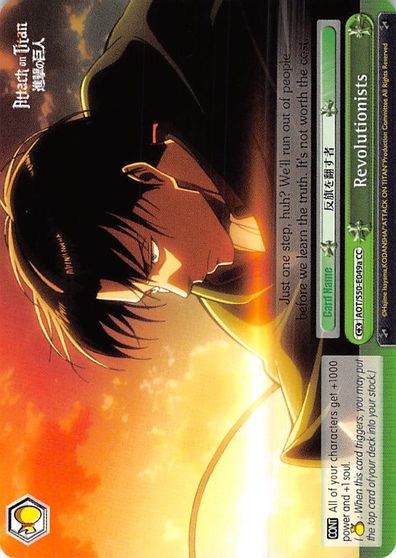 Attack on Titan
進撃の巨人
Just one step, huh? We'll run out of people
before we learn the truth. It's not worth the cost.
Card Name
反旗を翻す者
Revolutionists
CX AOT/S50-E049a CC
©Hajime Isayama,KODANSHA/"ATTACK ON TITAN"Production Committee All Rights Reserved
CONT All of your characters get +1000
power and +1 soul.
( : When this card triggers, you may put
the top card of your deck into your stock.)